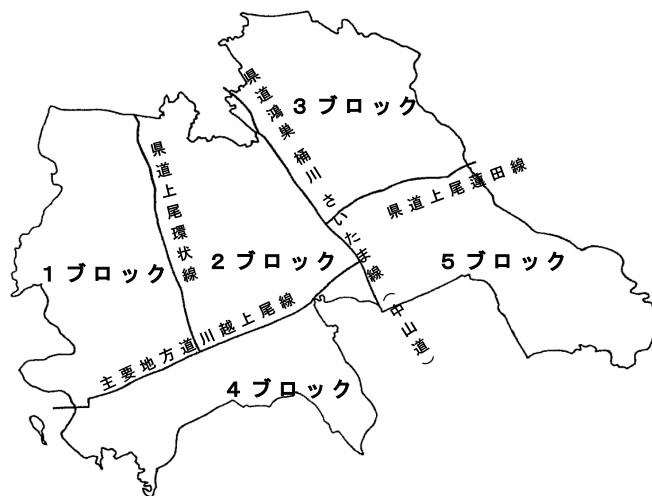 3 ブロック
県道鴻巣桶川さいたま線（中山道）
県道上尾環状線
県道上尾蓮田線
1 ブロック
2 ブロック
5 ブロック
主要地方道川越上尾線
4 ブロック